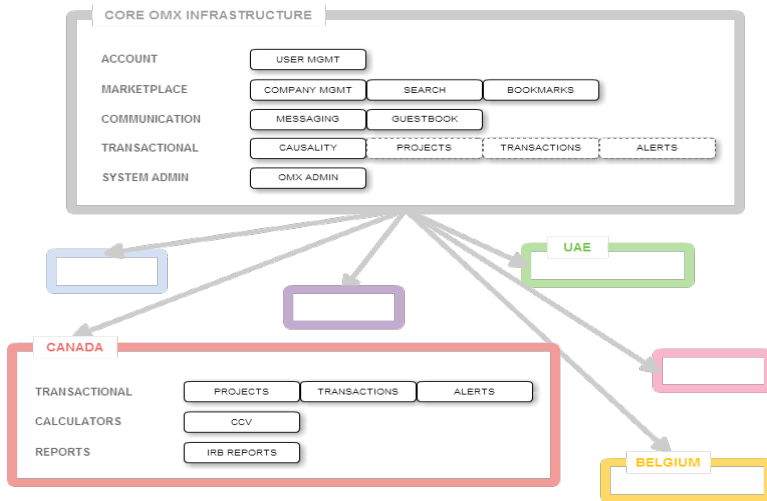 CORE OMX INFRASTRUCTURE
ACCOUNT USER MGMT
MARKETPLACE COMPANY MGMT SEARCH BOOKMARKS
COMMUNICATION MESSAGING GUESTBOOK
TRANSACTIONAL CAUSALITY PROJECTS TRANSACTIONS ALERTS
SYSTEM ADMIN OMX ADMIN
UAE
CANADA
TRANSACTIONAL PROJECTS TRANSACTIONS ALERTS
CALCULATORS CCV
REPORTS IRB REPORTS
BELGIUM